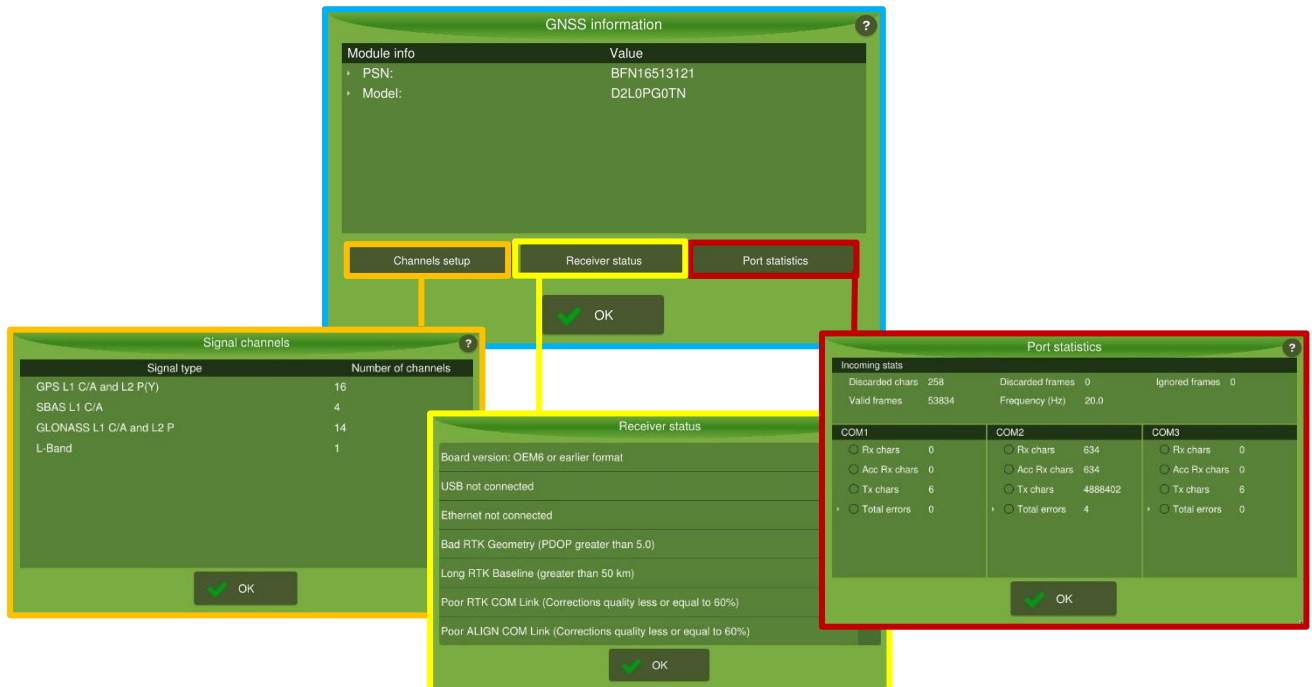 GNSS information
?
Module info Value
PSN: BFN16513121
Model: D2L0PG0TN
Channels setup Receiver status Port statistics
OK
Signal channels
?
Signal type Number of channels
GPS L1 C/A and L2 P(Y) 16
SBAS L1 C/A 4
GLONASS L1 C/A and L2 P 14
L-Band 1
OK
Receiver status
Board version: OEM6 or earlier format
USB not connected
Ethernet not connected
Bad RTK Geometry (PDOP greater than 5.0)
Long RTK Baseline (greater than 50 km)
Poor RTK COM Link (Corrections quality less or equal to 60%)
Poor ALIGN COM Link (Corrections quality less or equal to 60%)
OK
Port statistics
?
Incoming stats
Discarded chars 258 Discarded frames 0 Ignored frames 0
Valid frames 53834 Frequency (Hz) 20.0
COM1 COM2 COM3
Rx chars 0 Rx chars 634 Rx chars 0
Acc Rx chars 0 Acc Rx chars 634 Acc Rx chars 0
Tx chars 6 Tx chars 4888402 Tx chars 6
Total errors 0 Total errors 4 Total errors 0
OK